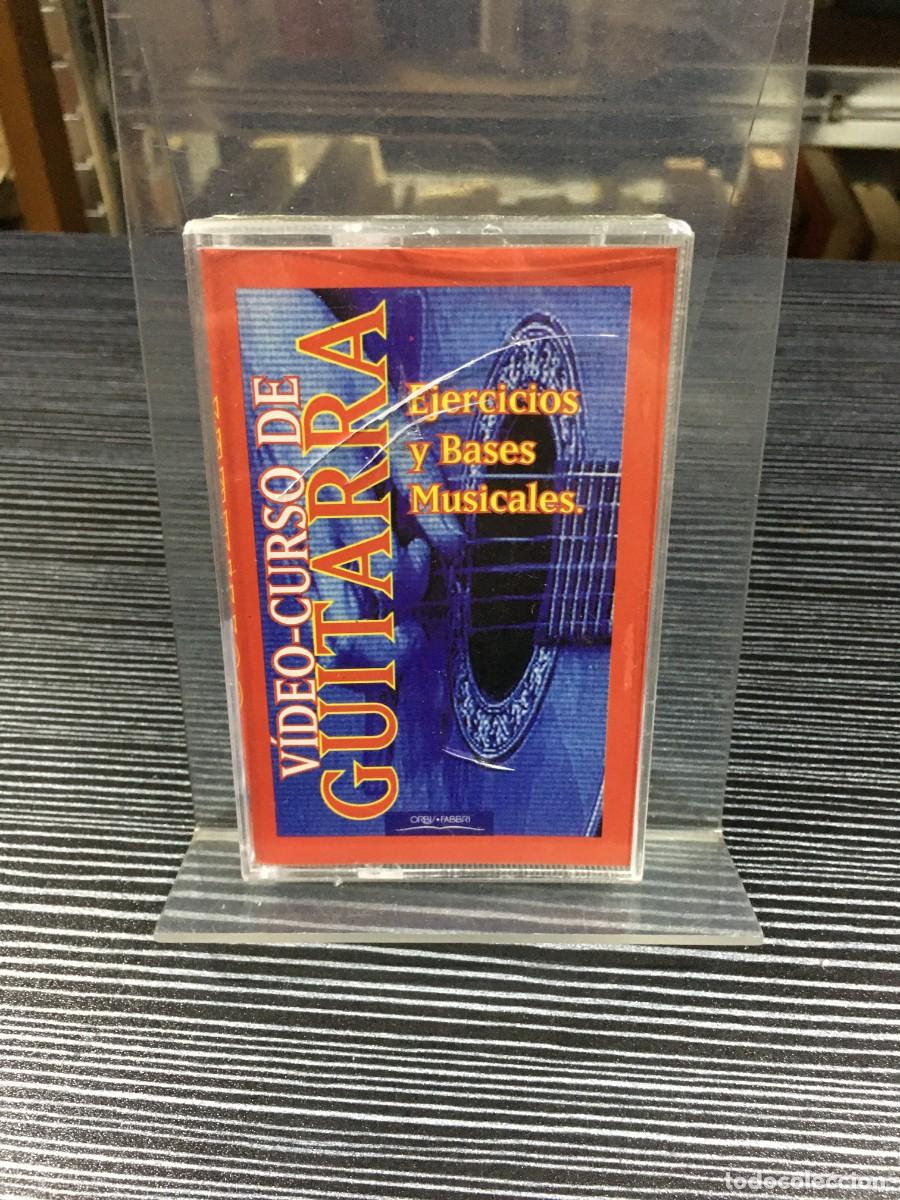 VÍDEO-CURSO DE
GUITARRA
Ejercicios
y Bases
Musicales.
ORBIS•FABBRI
todocoleccion